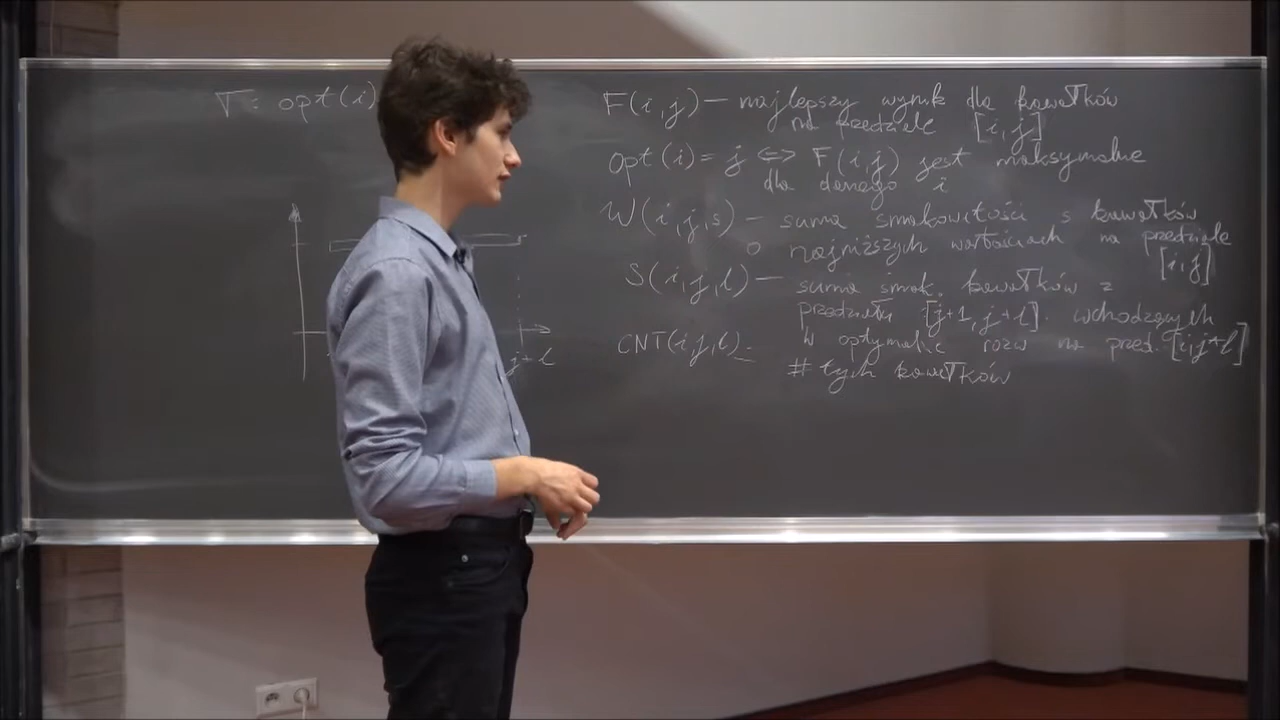 T: opt(i)
F(i,j) — najlepszy wynik dla kawałków
na przedziale [i,j]
opt(i) = j ⇔ F(i,j) jest maksymalne
dla danego i
W(i,j,s) — suma smakowitości s kawałków
o najniższych wartościach na przedziale
[i,j]
S(i,j,l) — suma smak. kawałków z
przedziału [j+1, j+l] wchodzących
w optymalne rozw na przed. [i,j+l]
CNT(i,j,l) —
# tych kawałków
j+l